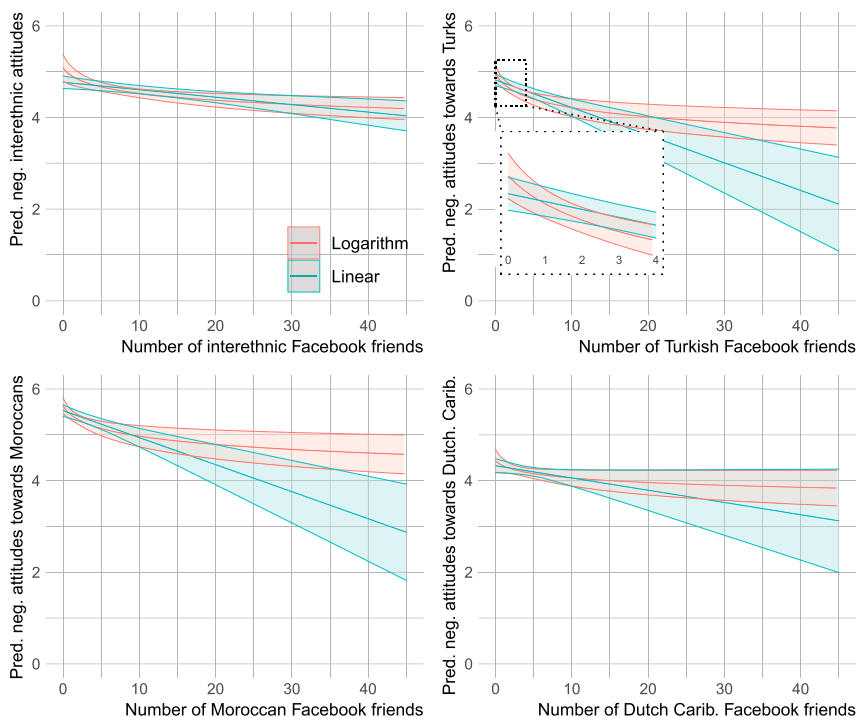 Pred. neg. interethnic attitudes
6
4
2
0
Logarithm
Linear
0 10 20 30 40
Number of interethnic Facebook friends
Pred. neg. attitudes towards Turks
6
4
2
0
0 1 2 3 4
0 10 20 30 40
Number of Turkish Facebook friends
Pred. neg. attitudes towards Moroccans
6
4
2
0
0 10 20 30 40
Number of Moroccan Facebook friends
Pred. neg. attitudes towards Dutch. Carib.
6
4
2
0
0 10 20 30 40
Number of Dutch Carib. Facebook friends